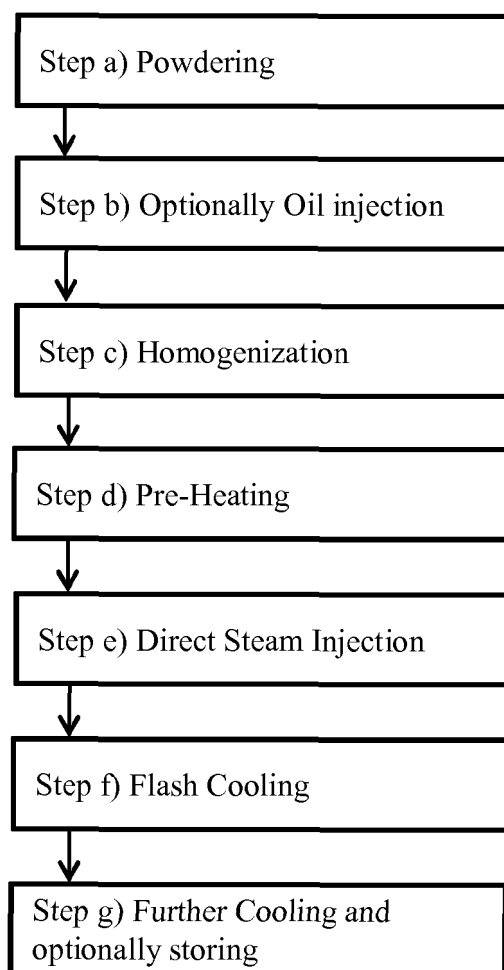 Step a) Powdering
Step b) Optionally Oil injection
Step c) Homogenization
Step d) Pre-Heating
Step e) Direct Steam Injection
Step f) Flash Cooling
Step g) Further Cooling and
optionally storing